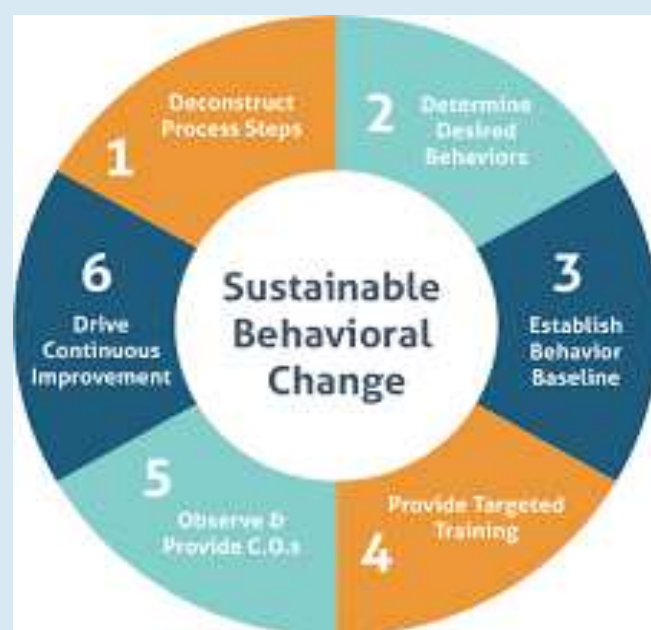 1
Deconstruct
Process Steps
2
Determine
Desired
Behaviors
3
Establish
Behavior
Baseline
4
Provide Targeted
Training
5
Observe &
Provide C.O.s
6
Drive
Continuous
Improvement
Sustainable
Behavioral
Change